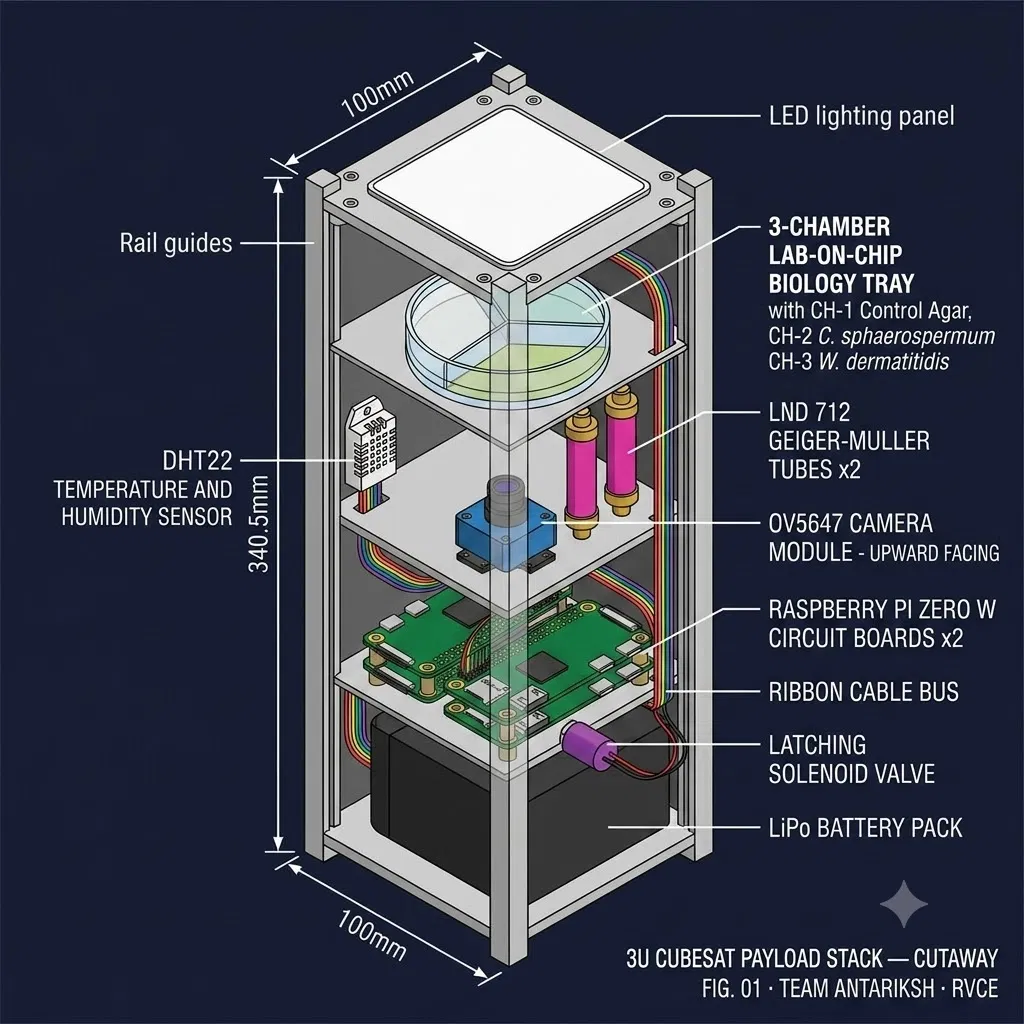 100mm
LED lighting panel
Rail guides
3-CHAMBER
LAB-ON-CHIP
BIOLOGY TRAY
with CH-1 Control Agar,
CH-2 C. sphaerospermum
CH-3 W. dermatitidis
LND 712
GEIGER-MULLER
TUBES x2
DHT22
TEMPERATURE AND
HUMIDITY SENSOR
340.5mm
OV5647 CAMERA
MODULE - UPWARD FACING
RASPBERRY PI ZERO W
CIRCUIT BOARDS x2
RIBBON CABLE BUS
LATCHING
SOLENOID VALVE
LiPo BATTERY PACK
100mm
3U CUBESAT PAYLOAD STACK — CUTAWAY
FIG. 01 · TEAM ANTARIKSH · RVCE